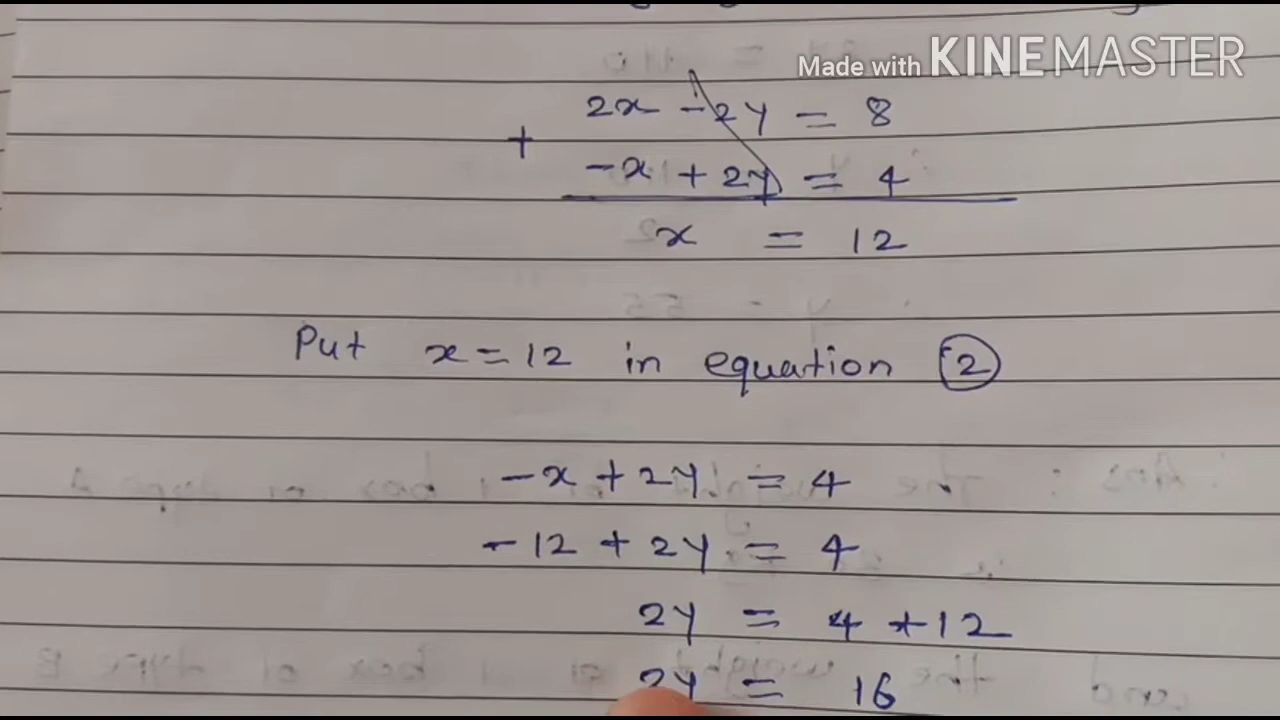 Made with KINEMASTER
2x - 2y = 8
+ -x + 2y = 4
x = 12
Put x = 12 in equation ②
-x + 2y = 4
-12 + 2y = 4
2y = 4 + 12
2y = 16